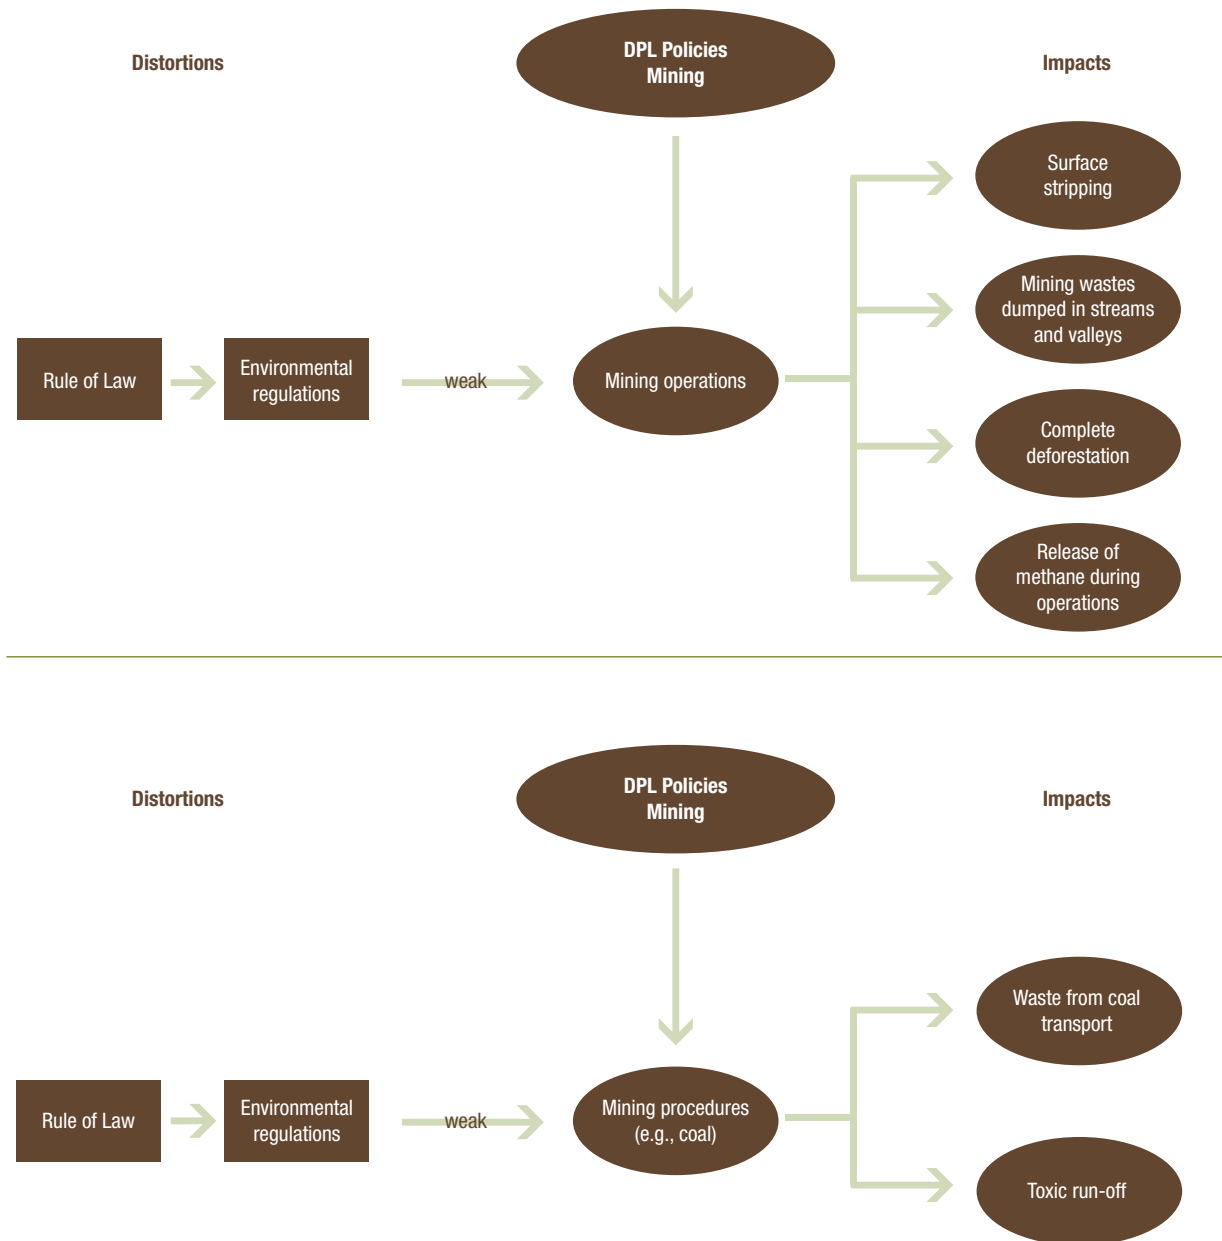 Distortions
DPL Policies
Mining
Impacts
Surface
stripping
Mining wastes
dumped in streams
and valleys
Rule of Law
Environmental
regulations
weak
Mining operations
Complete
deforestation
Release of
methane during
operations
Distortions
DPL Policies
Mining
Impacts
Waste from coal
transport
Rule of Law
Environmental
regulations
weak
Mining procedures
(e.g., coal)
Toxic run-off